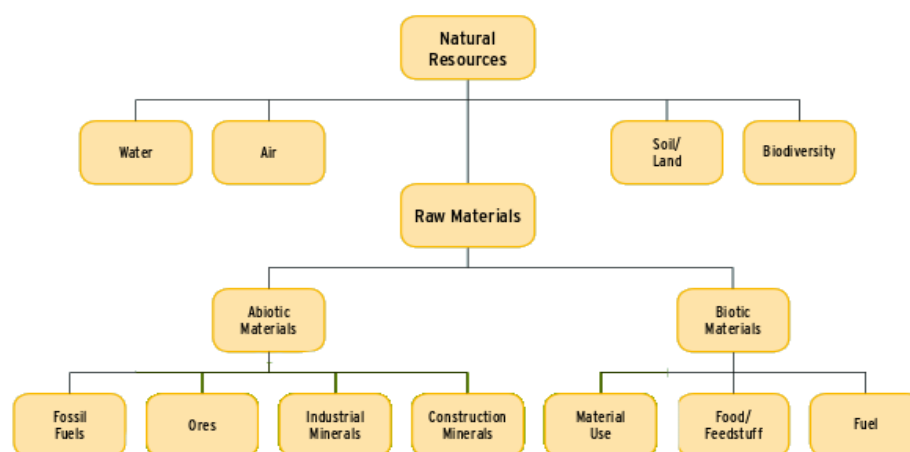 Natural
Resources
Water
Air
Soil/
Land
Biodiversity
Raw Materials
Abiotic
Materials
Biotic
Materials
Fossil
Fuels
Ores
Industrial
Minerals
Construction
Minerals
Material
Use
Food/
Feedstuff
Fuel